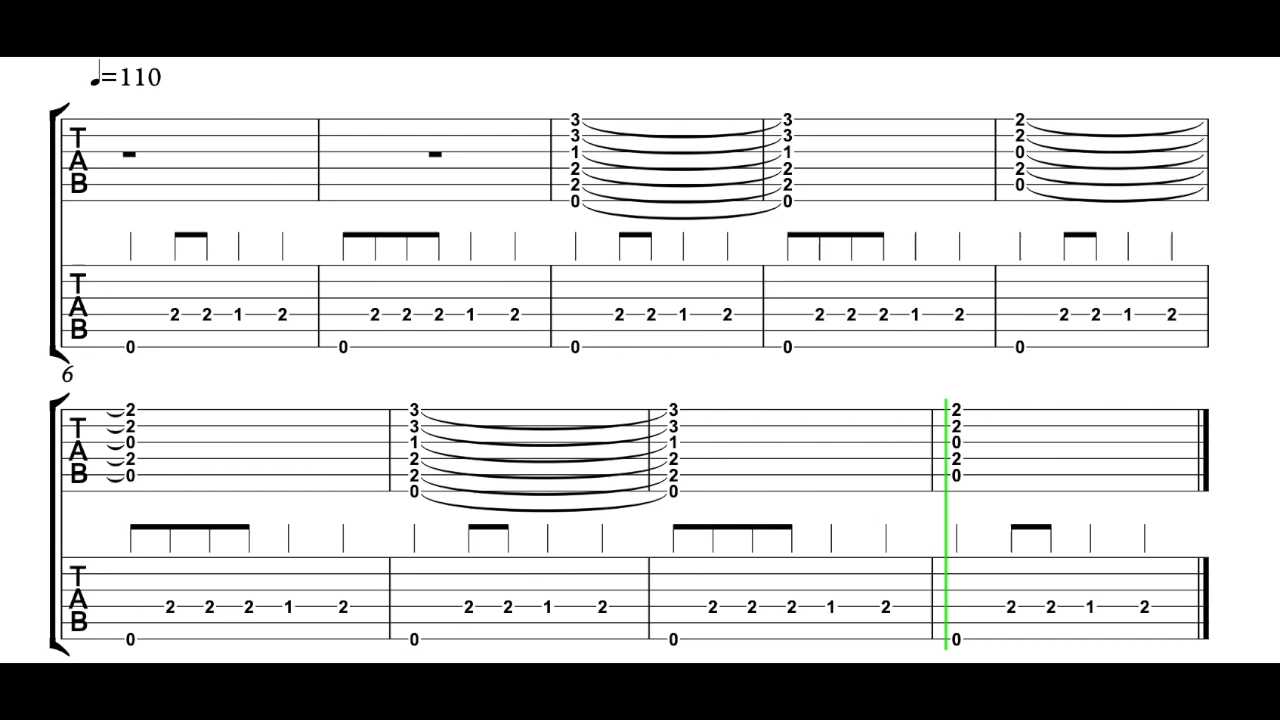 ♩=110
T 3 3 2
A 3 3 2
B 1 1 0
2 2 2
2 2 0
0 0
T
A 2 2 1 2 2 2 2 1 2 2 2 1 2 2 2 2 1 2 2 2 1 2
B 0 0 0 0 0
6
T 2 3 3 2
A 2 3 3 2
B 0 1 1 0
2 2 2 2
0 2 2 0
0 0
T
A 2 2 2 1 2 2 2 1 2 2 2 2 1 2 2 2 1 2
B 0 0 0 0